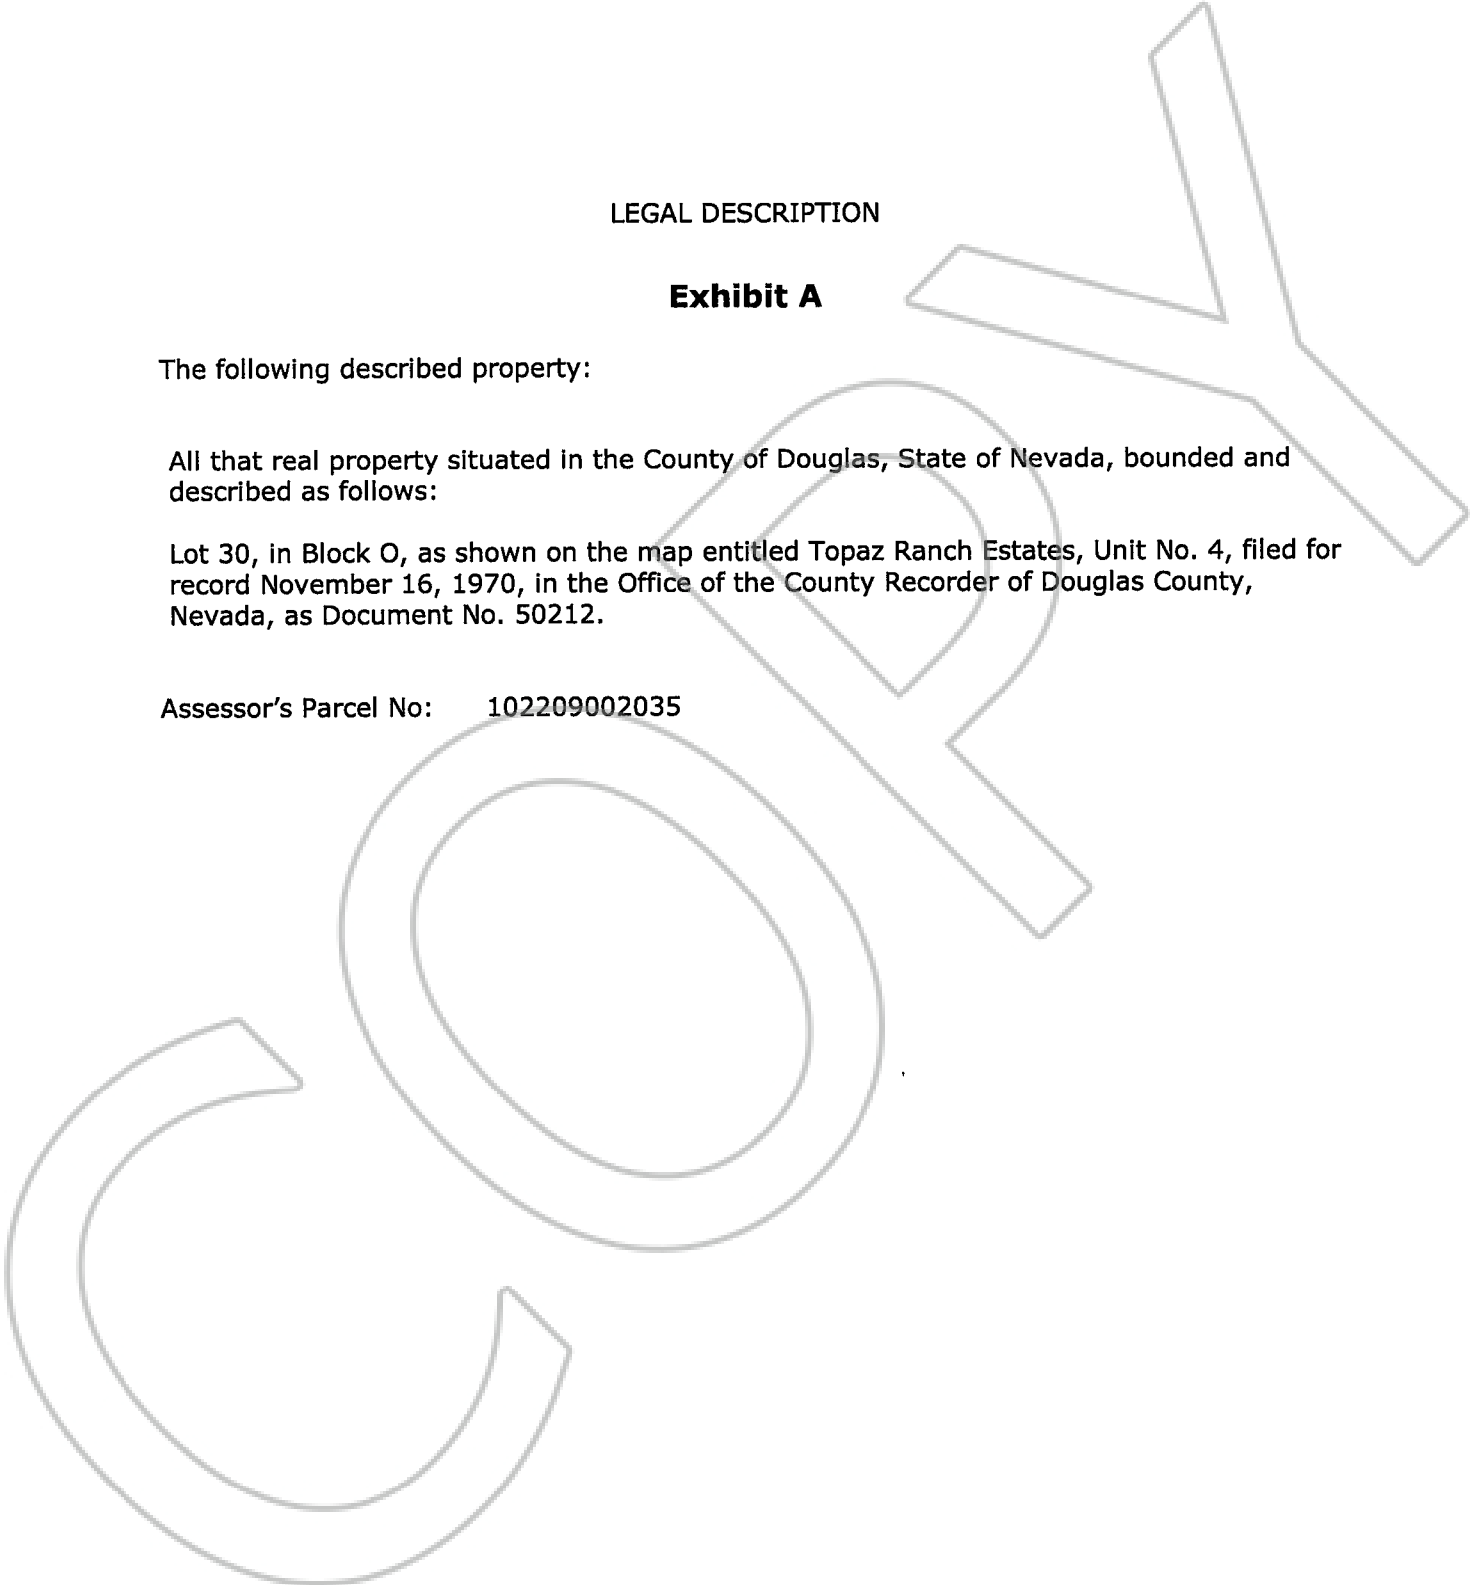 LEGAL DESCRIPTION
Exhibit A
The following described property:
All that real property situated in the County of Douglas, State of Nevada, bounded and
described as follows:
Lot 30, in Block O, as shown on the map entitled Topaz Ranch Estates, Unit No. 4, filed for
record November 16, 1970, in the Office of the County Recorder of Douglas County,
Nevada, as Document No. 50212.
Assessor's Parcel No: 102209002035
COPY